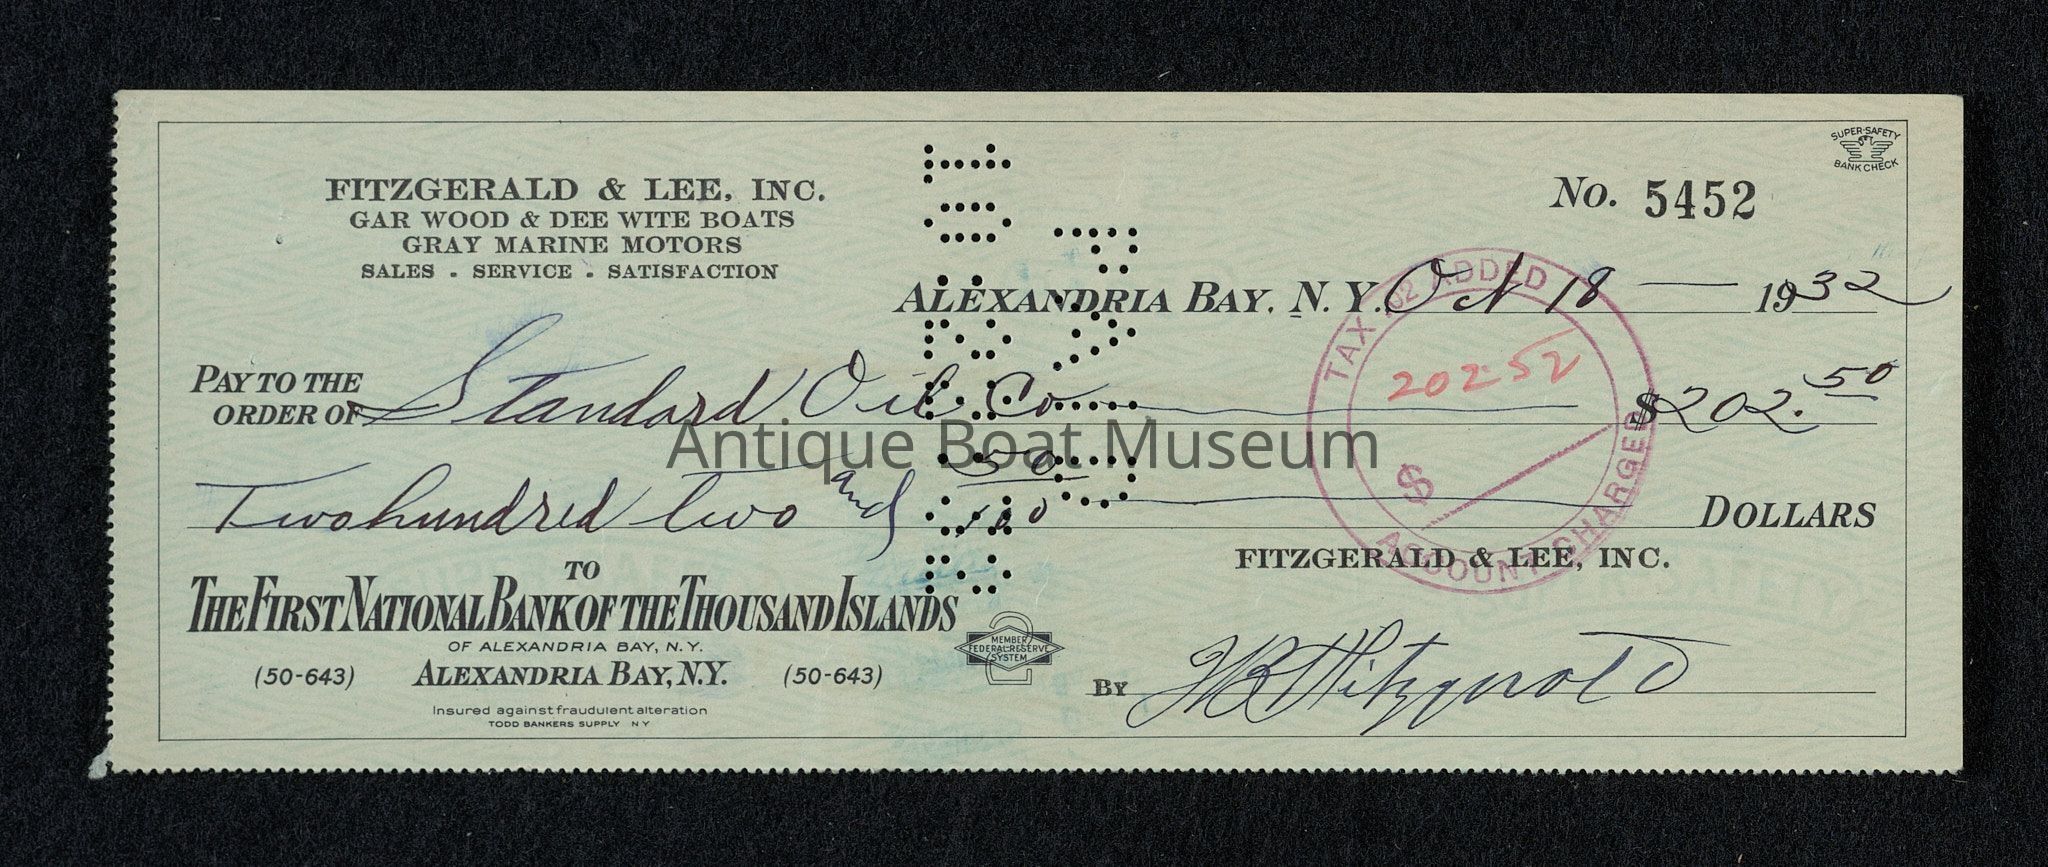 SUPER-SAFETY
BANK CHECK
FITZGERALD & LEE, INC.
GAR WOOD & DEE WITE BOATS
GRAY MARINE MOTORS
SALES . SERVICE . SATISFACTION
No. 5452
ALEXANDRIA BAY, N. Y. Oct 18 1932
TAX .02 ADDED
202.52
$
ACCOUNT CHARGED
PAY TO THE
ORDER OF Standard Oil Co $202.50
Antique Boat Museum
Two hundred two and 50/100 DOLLARS
FITZGERALD & LEE, INC.
TO
THE FIRST NATIONAL BANK OF THE THOUSAND ISLANDS
OF ALEXANDRIA BAY, N.Y.
(50-643) ALEXANDRIA BAY, N.Y. (50-643)
MEMBER
FEDERAL RESERVE
SYSTEM
2
BY Fitzgerald
Insured against fraudulent alteration
TODD BANKERS SUPPLY NY